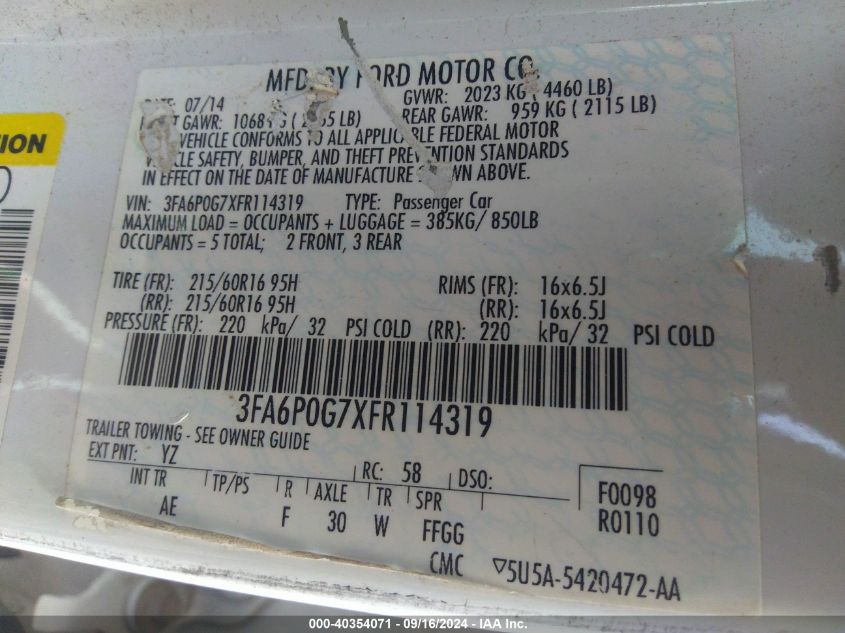 MFD. BY FORD MOTOR CO.
DATE: 07/14 GVWR: 2023 KG ( 4460 LB)
GAWR: 1068 LB) REAR GAWR: 959 KG ( 2115 LB)
VEHICLE CONFORMS TO ALL APPLICABLE FEDERAL MOTOR
VEHICLE SAFETY, BUMPER, AND THEFT PREVENTION STANDARDS
IN EFFECT ON THE DATE OF MANUFACTURE SHOWN ABOVE.
VIN: 3FA6P0G7XFR114319 TYPE: Passenger Car
MAXIMUM LOAD = OCCUPANTS + LUGGAGE = 385KG/ 850LB
OCCUPANTS = 5 TOTAL; 2 FRONT, 3 REAR
TIRE (FR): 215/60R16 95H RIMS (FR): 16x6.5J
(RR): 215/60R16 95H (RR): 16x6.5J
PRESSURE (FR): 220 kPa/ 32 PSI COLD (RR): 220 kPa/ 32 PSI COLD
3FA6P0G7XFR114319
TRAILER TOWING - SEE OWNER GUIDE
EXT PNT: YZ RC: 58 DSO:
INT TR TP/PS R AXLE TR SPR
AE F 30 W FFGG
F0098
R0110
CMC ▽5U5A-5420472-AA
000-40354071 - 09/16/2024 - IAA Inc.